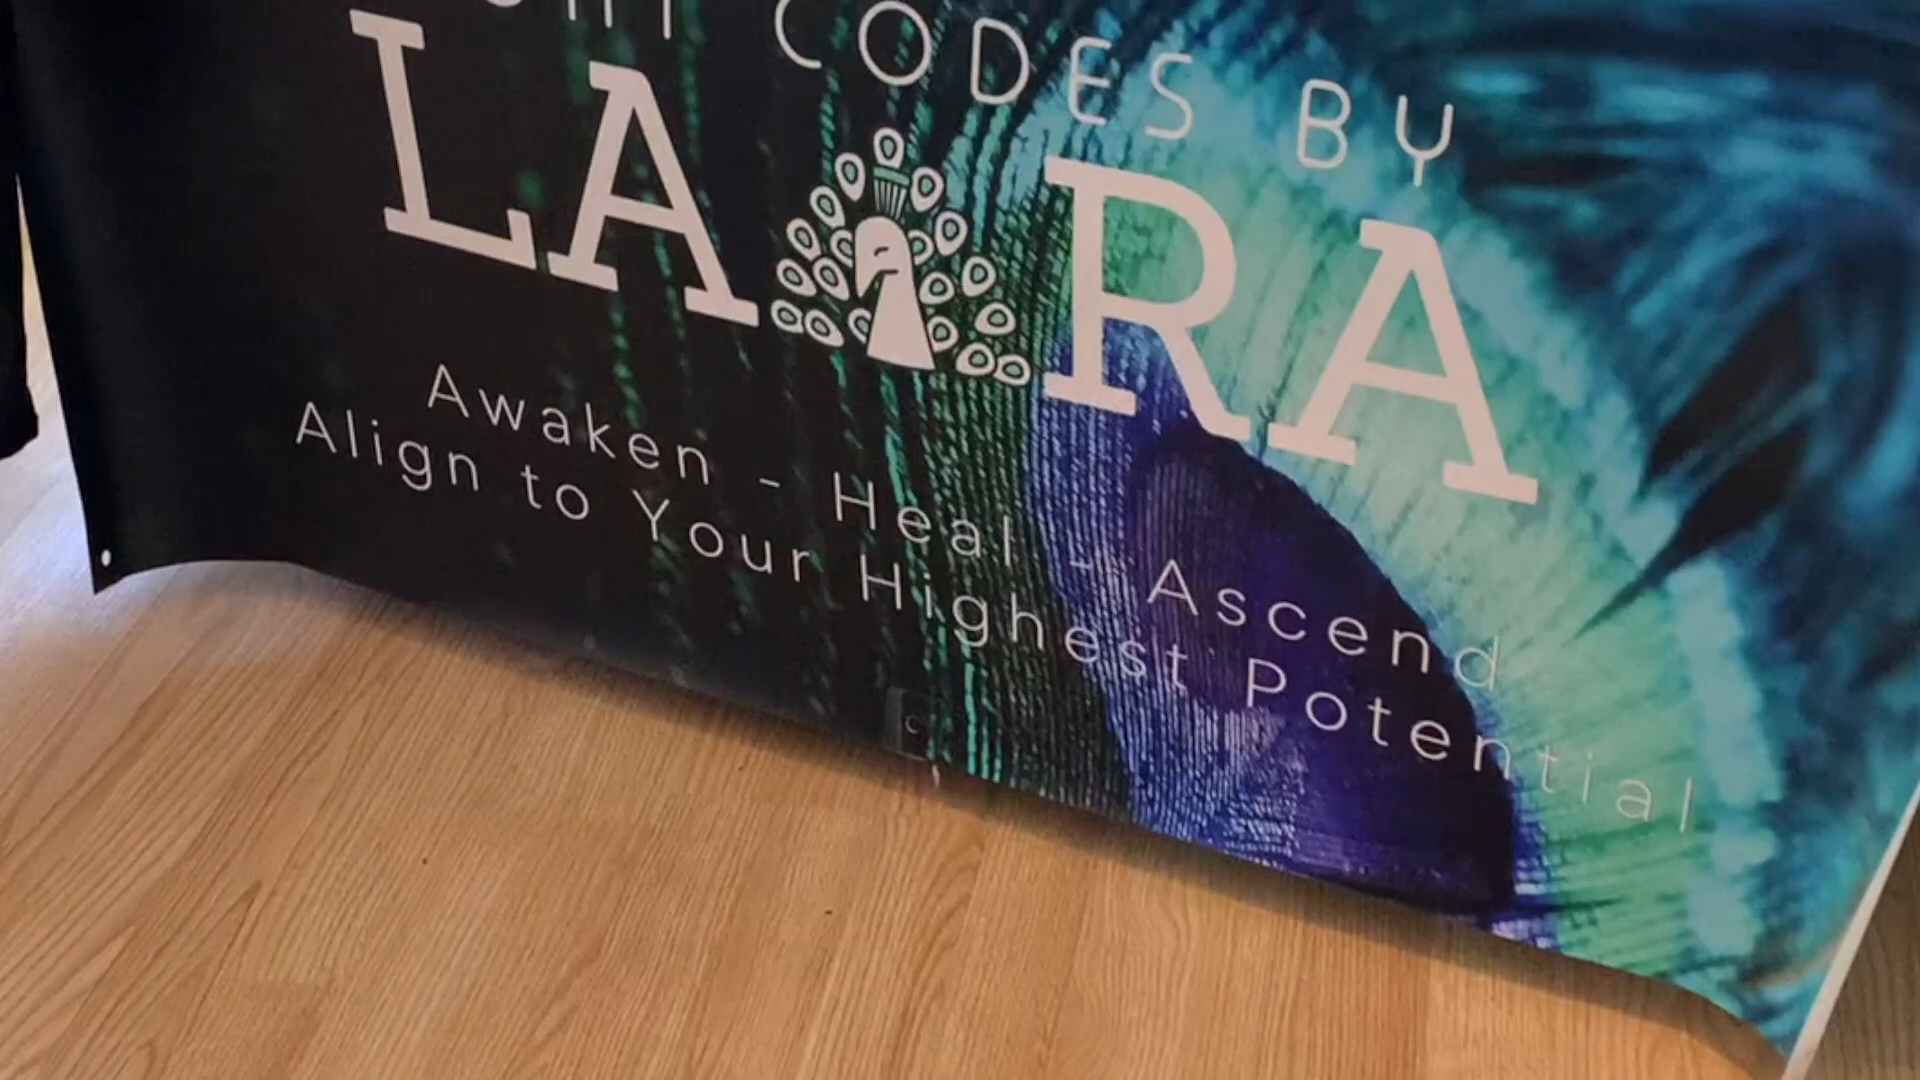 CODES BY
LA RA
Awaken - Heal - Ascend
Align to Your Highest Potential